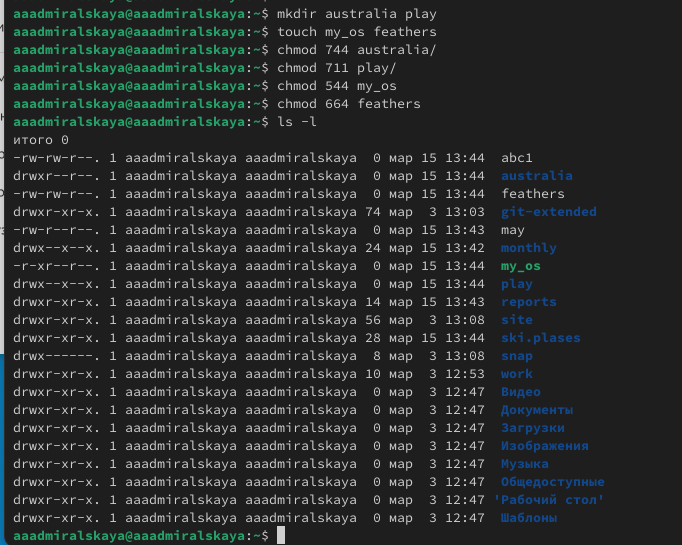 aaadmiralskaya@aaadmiralskaya:~$ mkdir australia play
aaadmiralskaya@aaadmiralskaya:~$ touch my_os feathers
aaadmiralskaya@aaadmiralskaya:~$ chmod 744 australia/
aaadmiralskaya@aaadmiralskaya:~$ chmod 711 play/
aaadmiralskaya@aaadmiralskaya:~$ chmod 544 my_os
aaadmiralskaya@aaadmiralskaya:~$ chmod 664 feathers
aaadmiralskaya@aaadmiralskaya:~$ ls -l
итого 0
-rw-rw-r--. 1 aaadmiralskaya aaadmiralskaya  0 мар 15 13:44  abc1
drwxr--r--. 1 aaadmiralskaya aaadmiralskaya  0 мар 15 13:44  australia
-rw-rw-r--. 1 aaadmiralskaya aaadmiralskaya  0 мар 15 13:44  feathers
drwxr-xr-x. 1 aaadmiralskaya aaadmiralskaya 74 мар  3 13:03  git-extended
-rw-r--r--. 1 aaadmiralskaya aaadmiralskaya  0 мар 15 13:43  may
drwx--x--x. 1 aaadmiralskaya aaadmiralskaya 24 мар 15 13:42  monthly
-r-xr--r--. 1 aaadmiralskaya aaadmiralskaya  0 мар 15 13:44  my_os
drwx--x--x. 1 aaadmiralskaya aaadmiralskaya  0 мар 15 13:44  play
drwxr-xr-x. 1 aaadmiralskaya aaadmiralskaya 14 мар 15 13:43  reports
drwxr-xr-x. 1 aaadmiralskaya aaadmiralskaya 56 мар  3 13:08  site
drwxr-xr-x. 1 aaadmiralskaya aaadmiralskaya 28 мар 15 13:44  ski.plases
drwx------. 1 aaadmiralskaya aaadmiralskaya  8 мар  3 13:08  snap
drwxr-xr-x. 1 aaadmiralskaya aaadmiralskaya 10 мар  3 12:53  work
drwxr-xr-x. 1 aaadmiralskaya aaadmiralskaya  0 мар  3 12:47  Видео
drwxr-xr-x. 1 aaadmiralskaya aaadmiralskaya  0 мар  3 12:47  Документы
drwxr-xr-x. 1 aaadmiralskaya aaadmiralskaya  0 мар  3 12:47  Загрузки
drwxr-xr-x. 1 aaadmiralskaya aaadmiralskaya  0 мар  3 12:47  Изображения
drwxr-xr-x. 1 aaadmiralskaya aaadmiralskaya  0 мар  3 12:47  Музыка
drwxr-xr-x. 1 aaadmiralskaya aaadmiralskaya  0 мар  3 12:47  Общедоступные
drwxr-xr-x. 1 aaadmiralskaya aaadmiralskaya  0 мар  3 12:47 'Рабочий стол'
drwxr-xr-x. 1 aaadmiralskaya aaadmiralskaya  0 мар  3 12:47  Шаблоны
aaadmiralskaya@aaadmiralskaya:~$